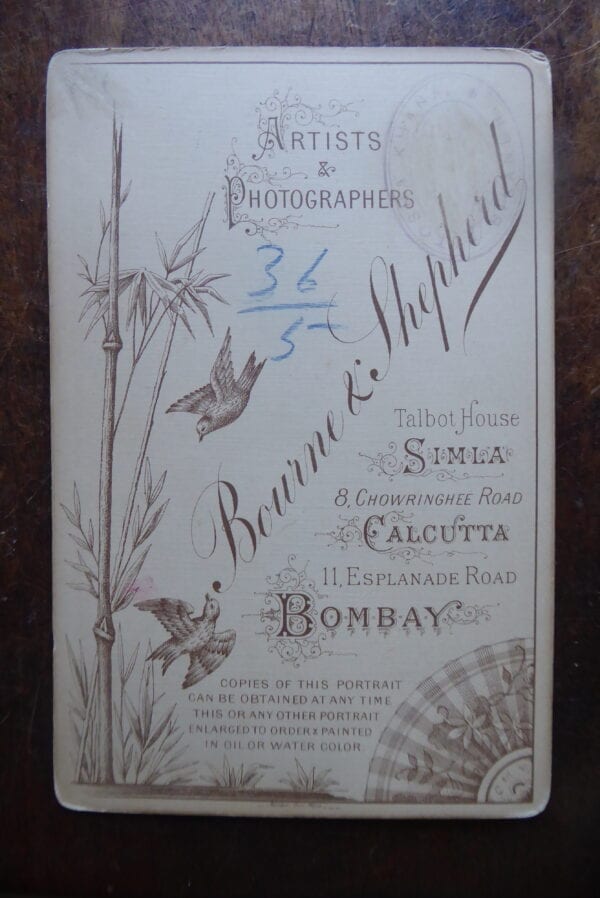 ARTISTS
&
PHOTOGRAPHERS
36
5
Bourne & Shepherd
Talbot House
SIMLA
8, CHOWRINGHEE ROAD
CALCUTTA
11, ESPLANADE ROAD
BOMBAY
COPIES OF THIS PORTRAIT
CAN BE OBTAINED AT ANY TIME
THIS OR ANY OTHER PORTRAIT
ENLARGED TO ORDER & PAINTED
IN OIL OR WATER COLOR